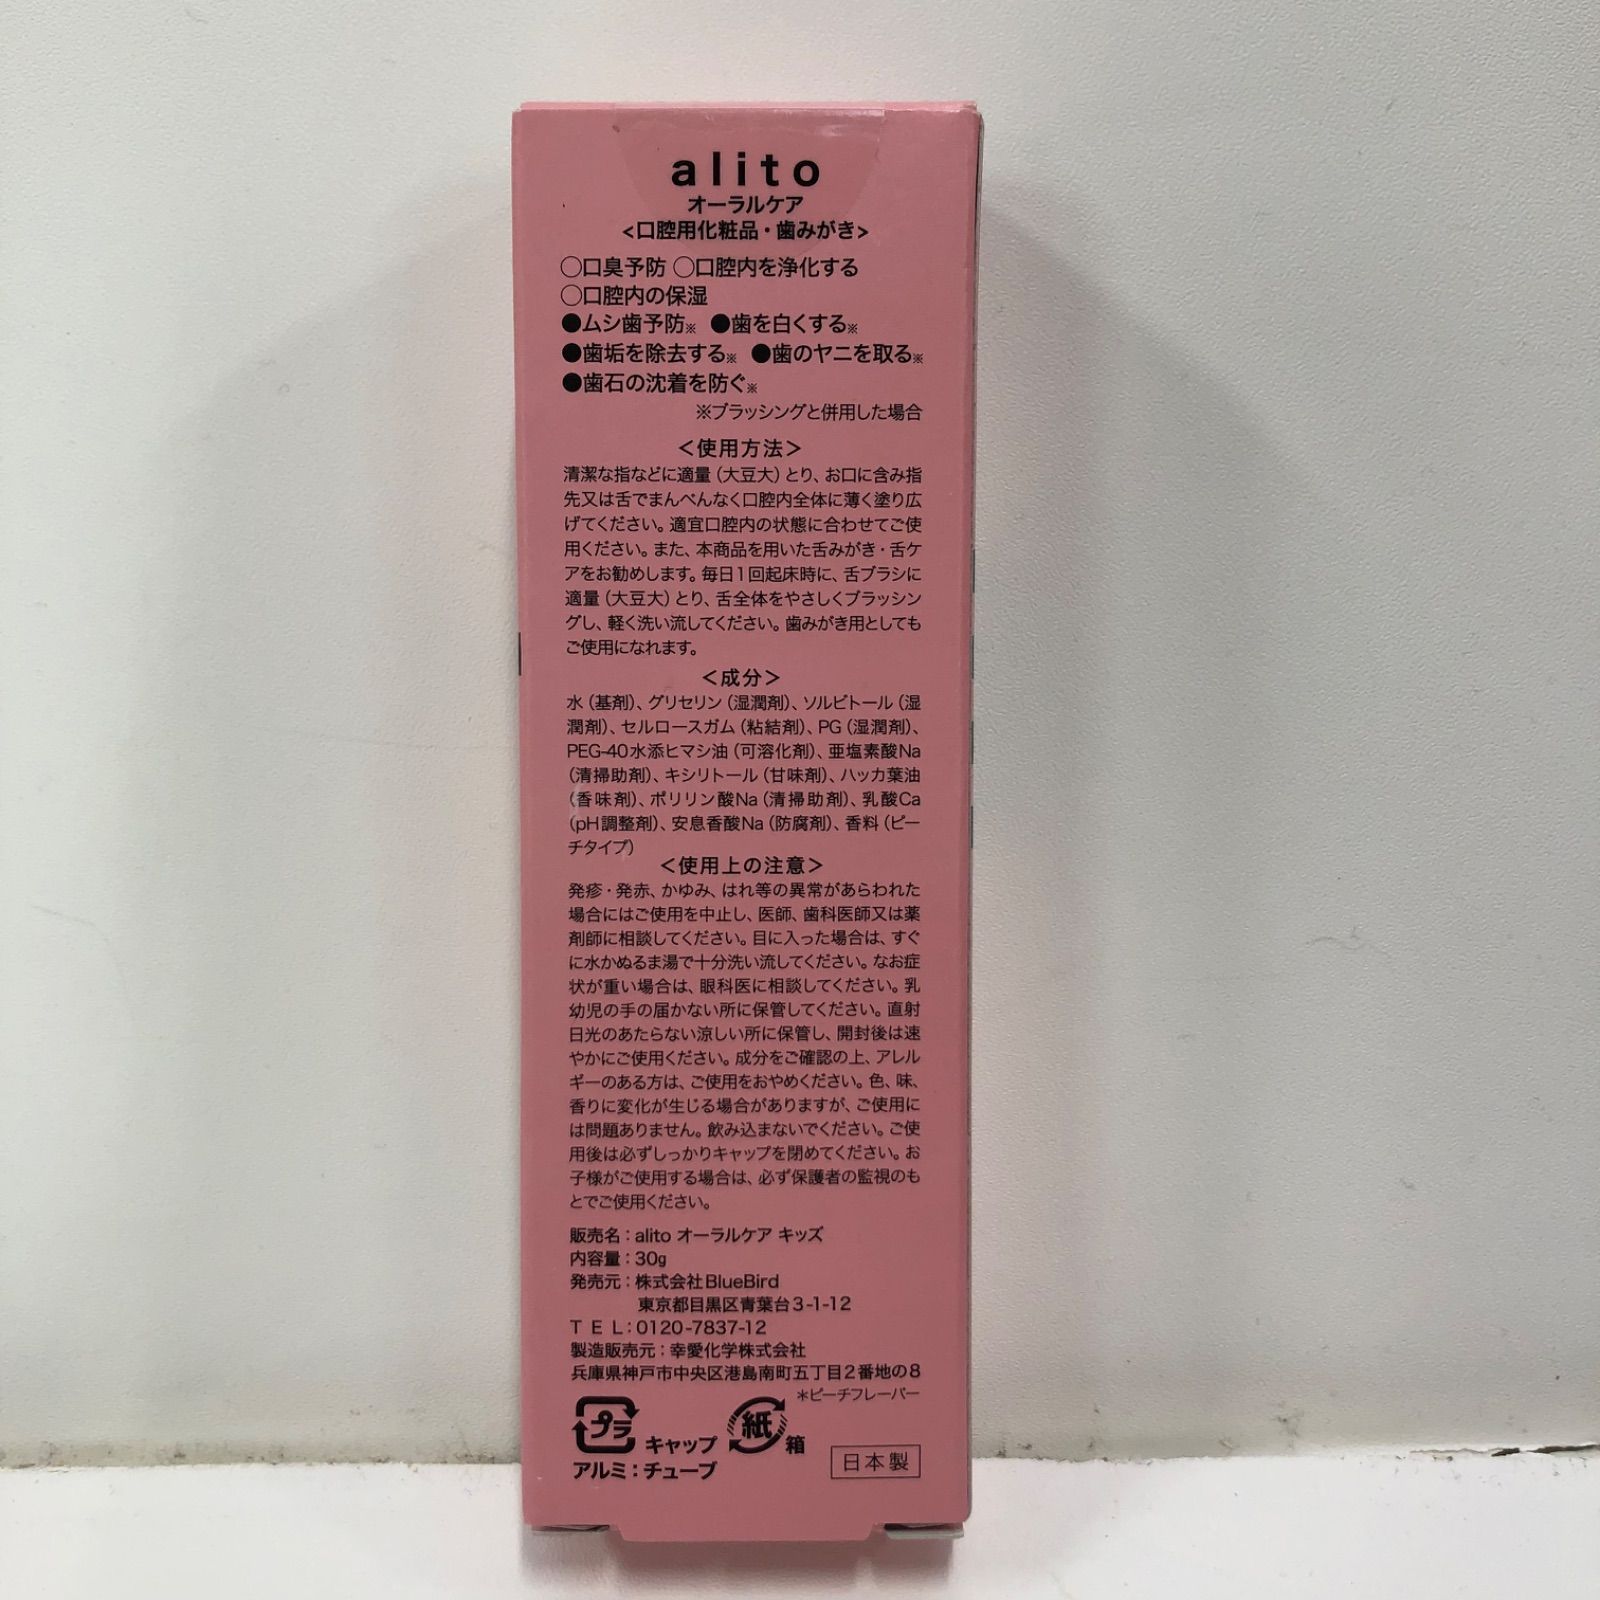 alito
オーラルケア
<口腔用化粧品・歯みがき>
○口臭予防 ○口腔内を浄化する
○口腔内の保湿
●ムシ歯予防※ ●歯を白くする※
●歯垢を除去する※ ●歯のヤニを取る※
●歯石の沈着を防ぐ※
※ブラッシングと併用した場合
<使用方法>
清潔な指などに適量（大豆大）とり、お口に含み指
先又は舌でまんべんなく口腔内全体に薄く塗り広
げてください。適宜口腔内の状態に合わせてご使
用ください。また、本商品を用いた舌みがき・舌ケ
アをお勧めします。毎日1回起床時に、舌ブラシに
適量（大豆大）とり、舌全体をやさしくブラッシン
グし、軽く洗い流してください。歯みがき用としても
ご使用になれます。
<成分>
水（基剤）、グリセリン（湿潤剤）、ソルビトール（湿
潤剤）、セルロースガム（粘結剤）、PG（湿潤剤）、
PEG-40水添ヒマシ油（可溶化剤）、亜塩素酸Na
（清掃助剤）、キシリトール（甘味剤）、ハッカ葉油
（香味剤）、ポリリン酸Na（清掃助剤）、乳酸Ca
（pH調整剤）、安息香酸Na（防腐剤）、香料（ピー
チタイプ）
<使用上の注意>
発疹・発赤、かゆみ、はれ等の異常があらわれた
場合にはご使用を中止し、医師、歯科医師又は薬
剤師に相談してください。目に入った場合は、すぐ
に水かぬるま湯で十分洗い流してください。なお症
状が重い場合は、眼科医に相談してください。乳
幼児の手の届かない所に保管してください。直射
日光のあたらない涼しい所に保管し、開封後は速
やかにご使用ください。成分をご確認の上、アレル
ギーのある方は、ご使用をおやめください。色、味、
香りに変化が生じる場合がありますが、ご使用に
は問題ありません。飲み込まないでください。ご使
用後は必ずしっかりキャップを閉めてください。お
子様がご使用する場合は、必ず保護者の監視のも
とでご使用ください。
販売名：alito オーラルケア キッズ
内容量：30g
発売元：株式会社BlueBird
東京都目黒区青葉台3-1-12
TEL：0120-7837-12
製造販売元：幸愛化学株式会社
兵庫県神戸市中央区港島南町五丁目2番地の8
＊ピーチフレーバー
プラ キャップ 紙 箱
アルミ：チューブ
日本製